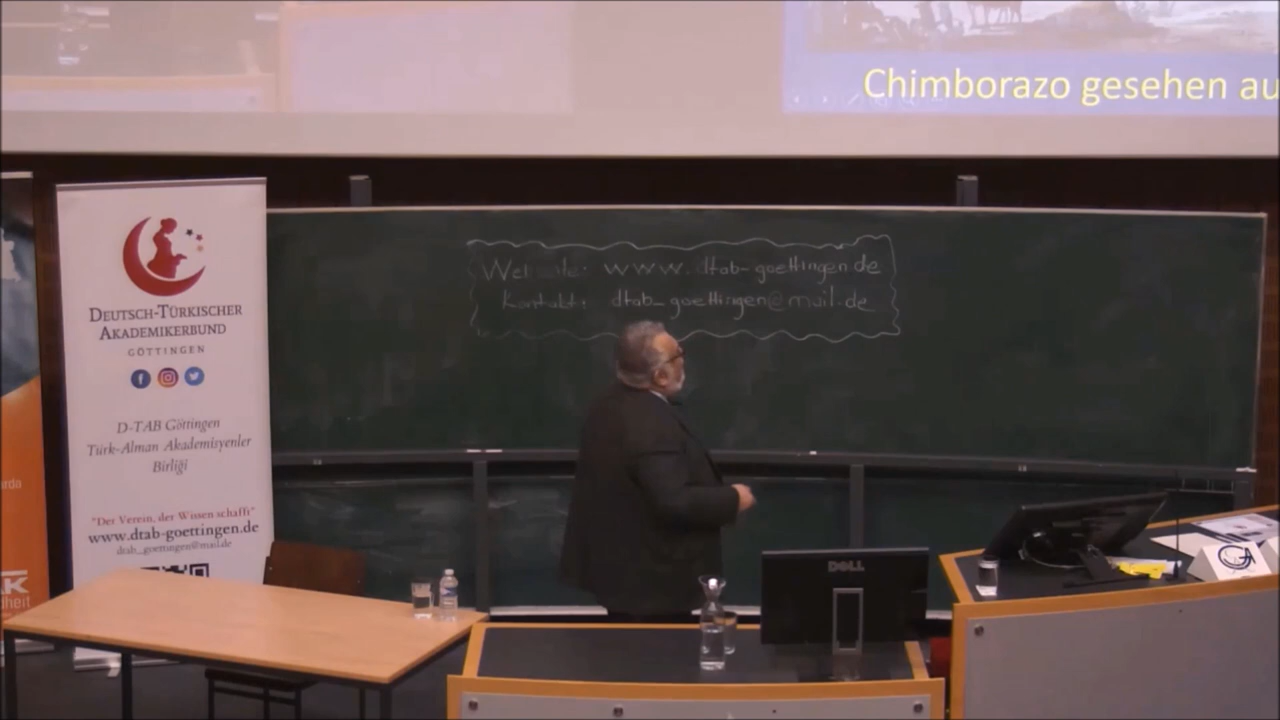 Chimborazo gesehen au
DEUTSCH-TÜRKISCHER
AKADEMIKERBUND
GÖTTINGEN
D-TAB Göttingen
Türk-Alman Akademisyenler
Birliği
"Der Verein, der Wissen schafft"
www.dtab-goettingen.de
dtab_goettingen@mail.de
www.dtab-goettingen.de
Kontakt: dtab_goettingen@mail.de
DELL